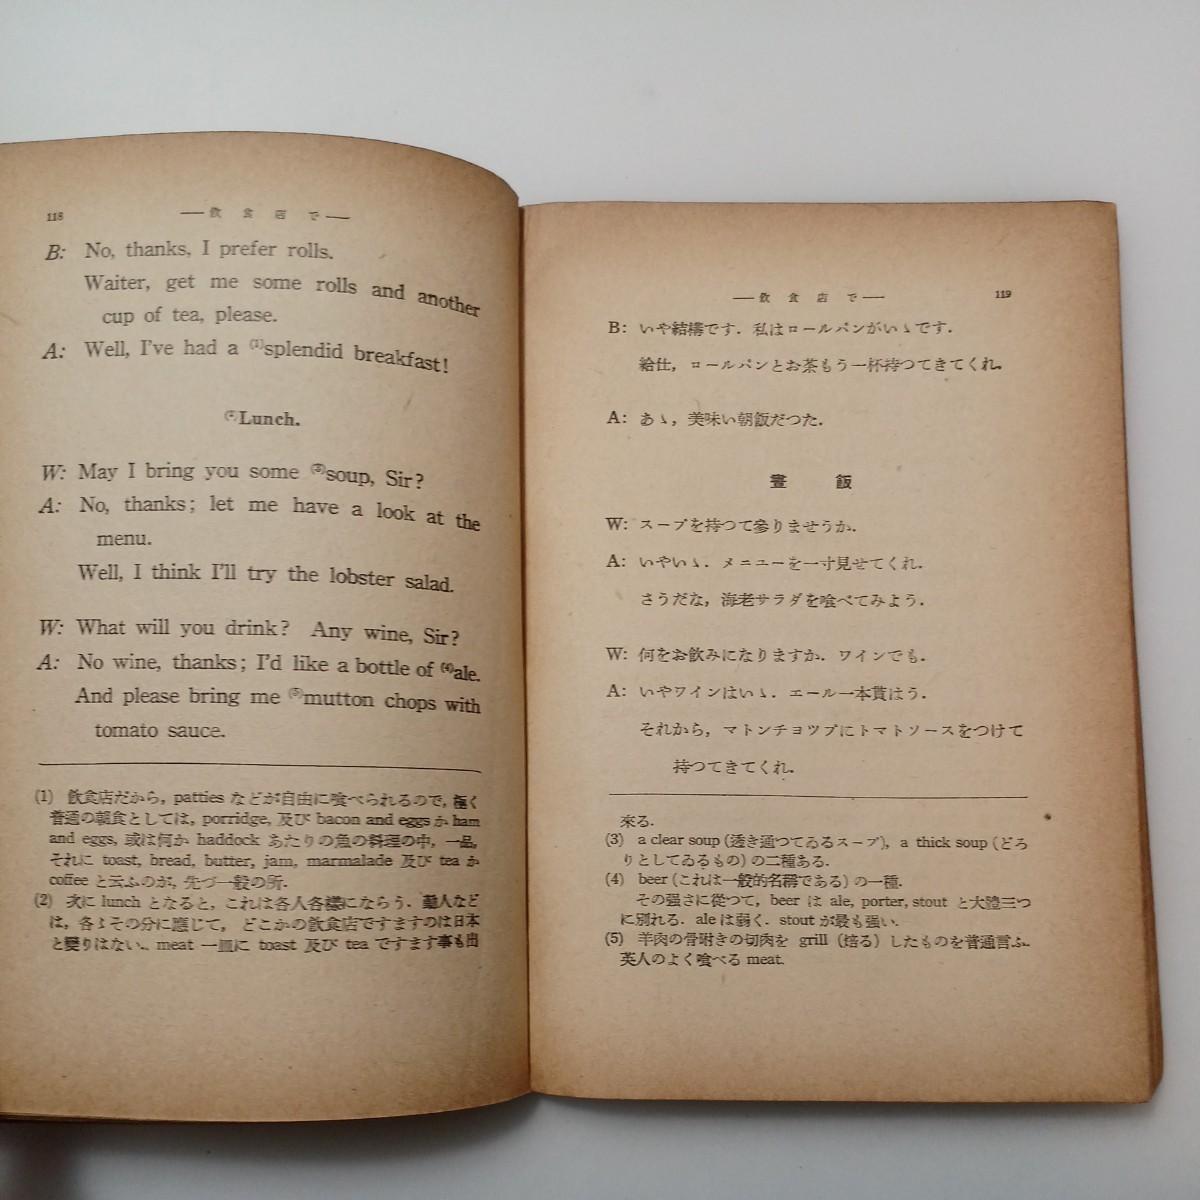 118
── 飲 食 店 で ──
B: No, thanks, I prefer rolls.
Waiter, get me some rolls and another
cup of tea, please.
A: Well, I've had a (1)splendid breakfast!
(2)Lunch.
W: May I bring you some (3)soup, Sir?
A: No, thanks; let me have a look at the
menu.
Well, I think I'll try the lobster salad.
W: What will you drink? Any wine, Sir?
A: No wine, thanks; I'd like a bottle of (4)ale.
And please bring me (5)mutton chops with
tomato sauce.
(1) 飲食店だから, patties などが自由に喰べられるので, 極く
普通の朝食としては, porridge, 及び bacon and eggs か ham
and eggs, 或は何か haddock あたりの魚の料理の中, 一品,
それに toast, bread, butter, jam, marmalade 及び tea か
coffee と云ふのが, 先づ一般の所.
(2) 次に lunch となると, これは各人各樣にならう. 勤人など
は, 各〻その分に應じて, どこかの飲食店ですますのは日本
と變りはない. meat 一皿に toast 及び tea ですます事も出
── 飲 食 店 で ──
119
B: いや結構です. 私はロールパンがいゝです.
給仕, ロールパンとお茶もう一杯持つてきてくれ.
A: あゝ, 美味い朝飯だつた.
晝 飯
W: スープを持つて參りませうか.
A: いやいゝ. メニューを一寸見せてくれ.
さうだな, 海老サラダを喰べてみよう.
W: 何をお飲みになりますか. ワインでも.
A: いやワインはいゝ. エール一本貰はう.
それから, マトンチョツプにトマトソースをつけて
持つてきてくれ.
來る.
(3) a clear soup (透き通つてゐるスープ), a thick soup (どろ
りとしてゐるもの) の二種ある.
(4) beer (これは一般的名稱である) の一種.
その强さに從つて, beer は ale, porter, stout と大體三つ
に別れる. ale は弱く. stout が最も强い.
(5) 羊肉の骨附きの切肉を grill (焙る) したものを普通言ふ.
英人のよく喰べる meat.